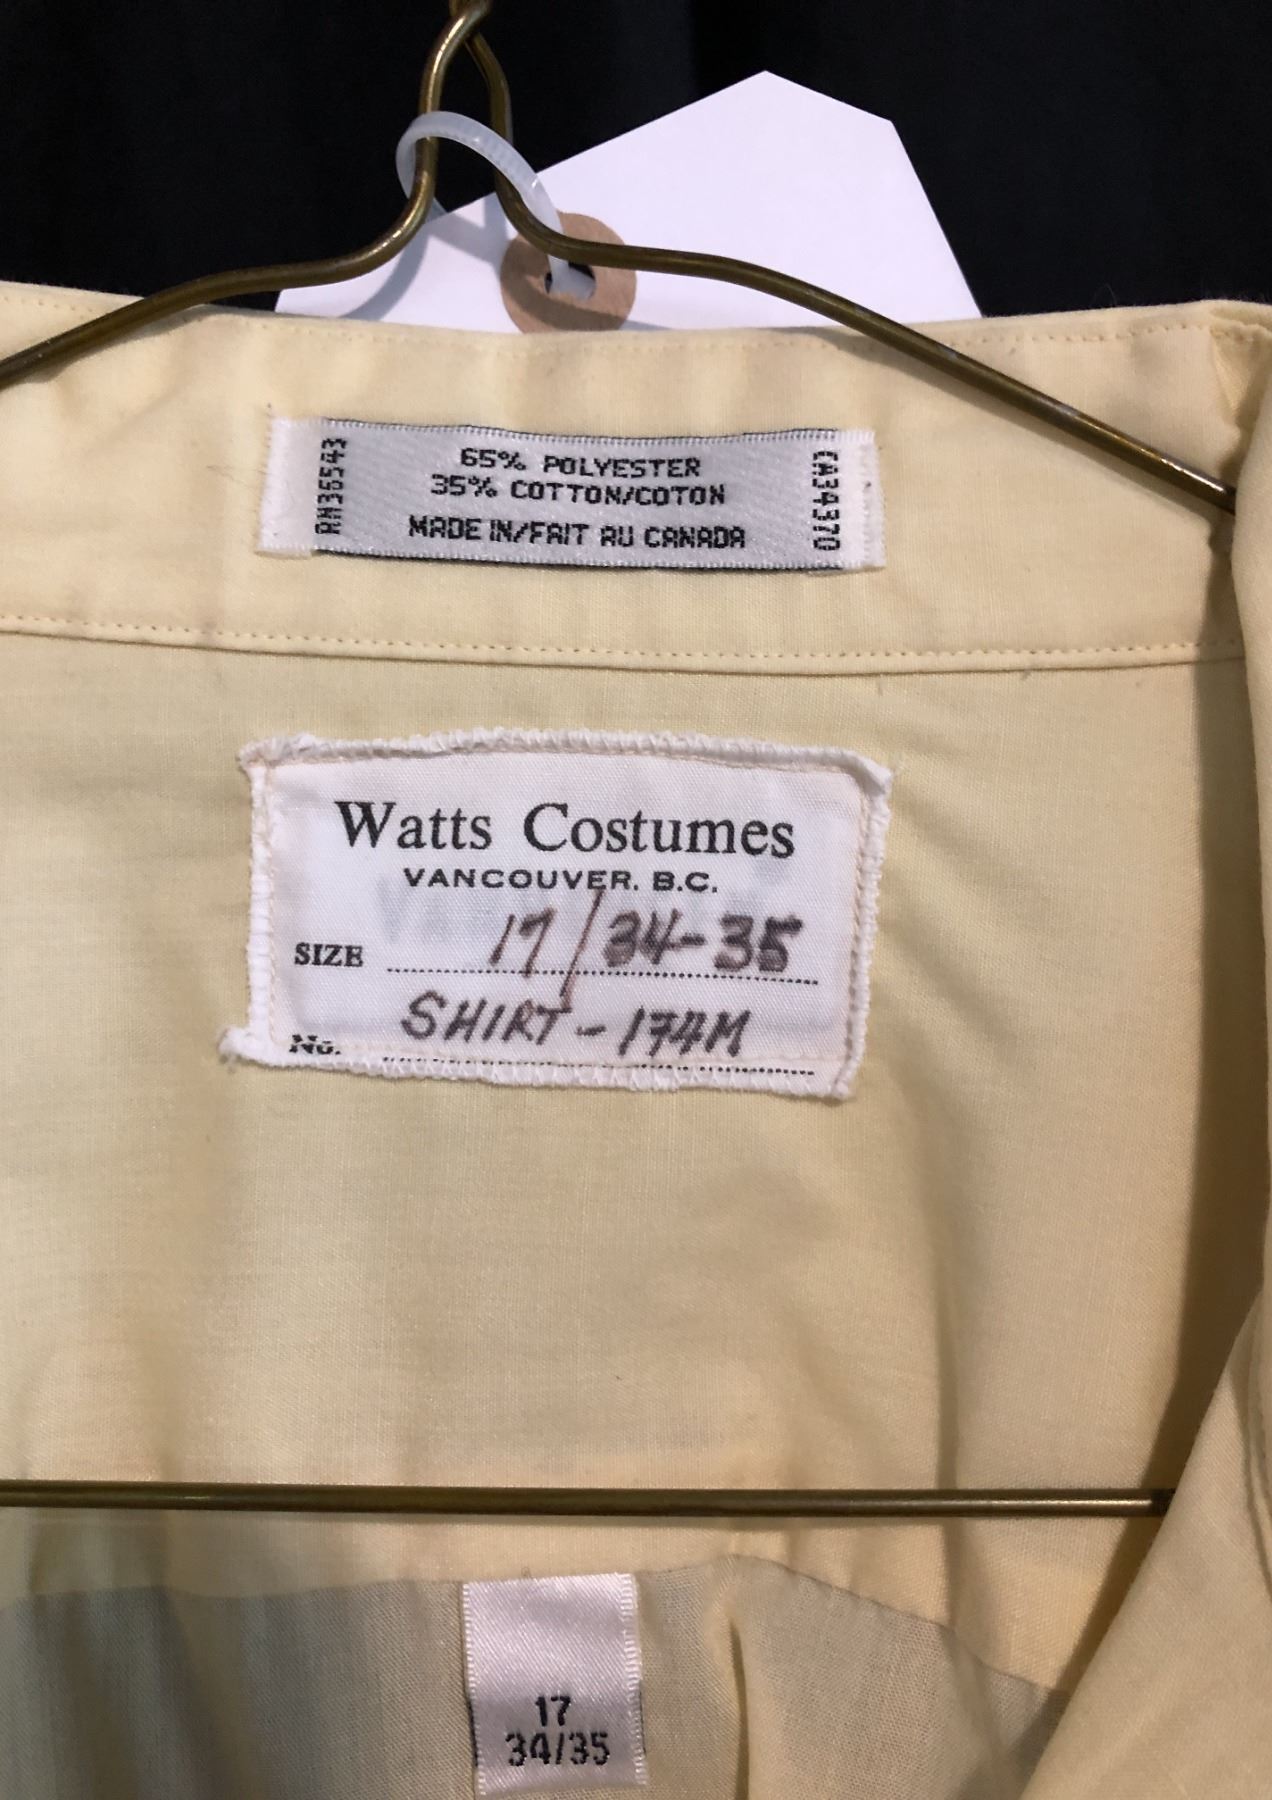 65% POLYESTER
35% COTTON/COTON
MADE IN/FAIT AU CANADA
RN36543
CA34370
Watts Costumes
VANCOUVER. B.C.
SIZE 17/34-35
No. SHIRT-174M
17
34/35